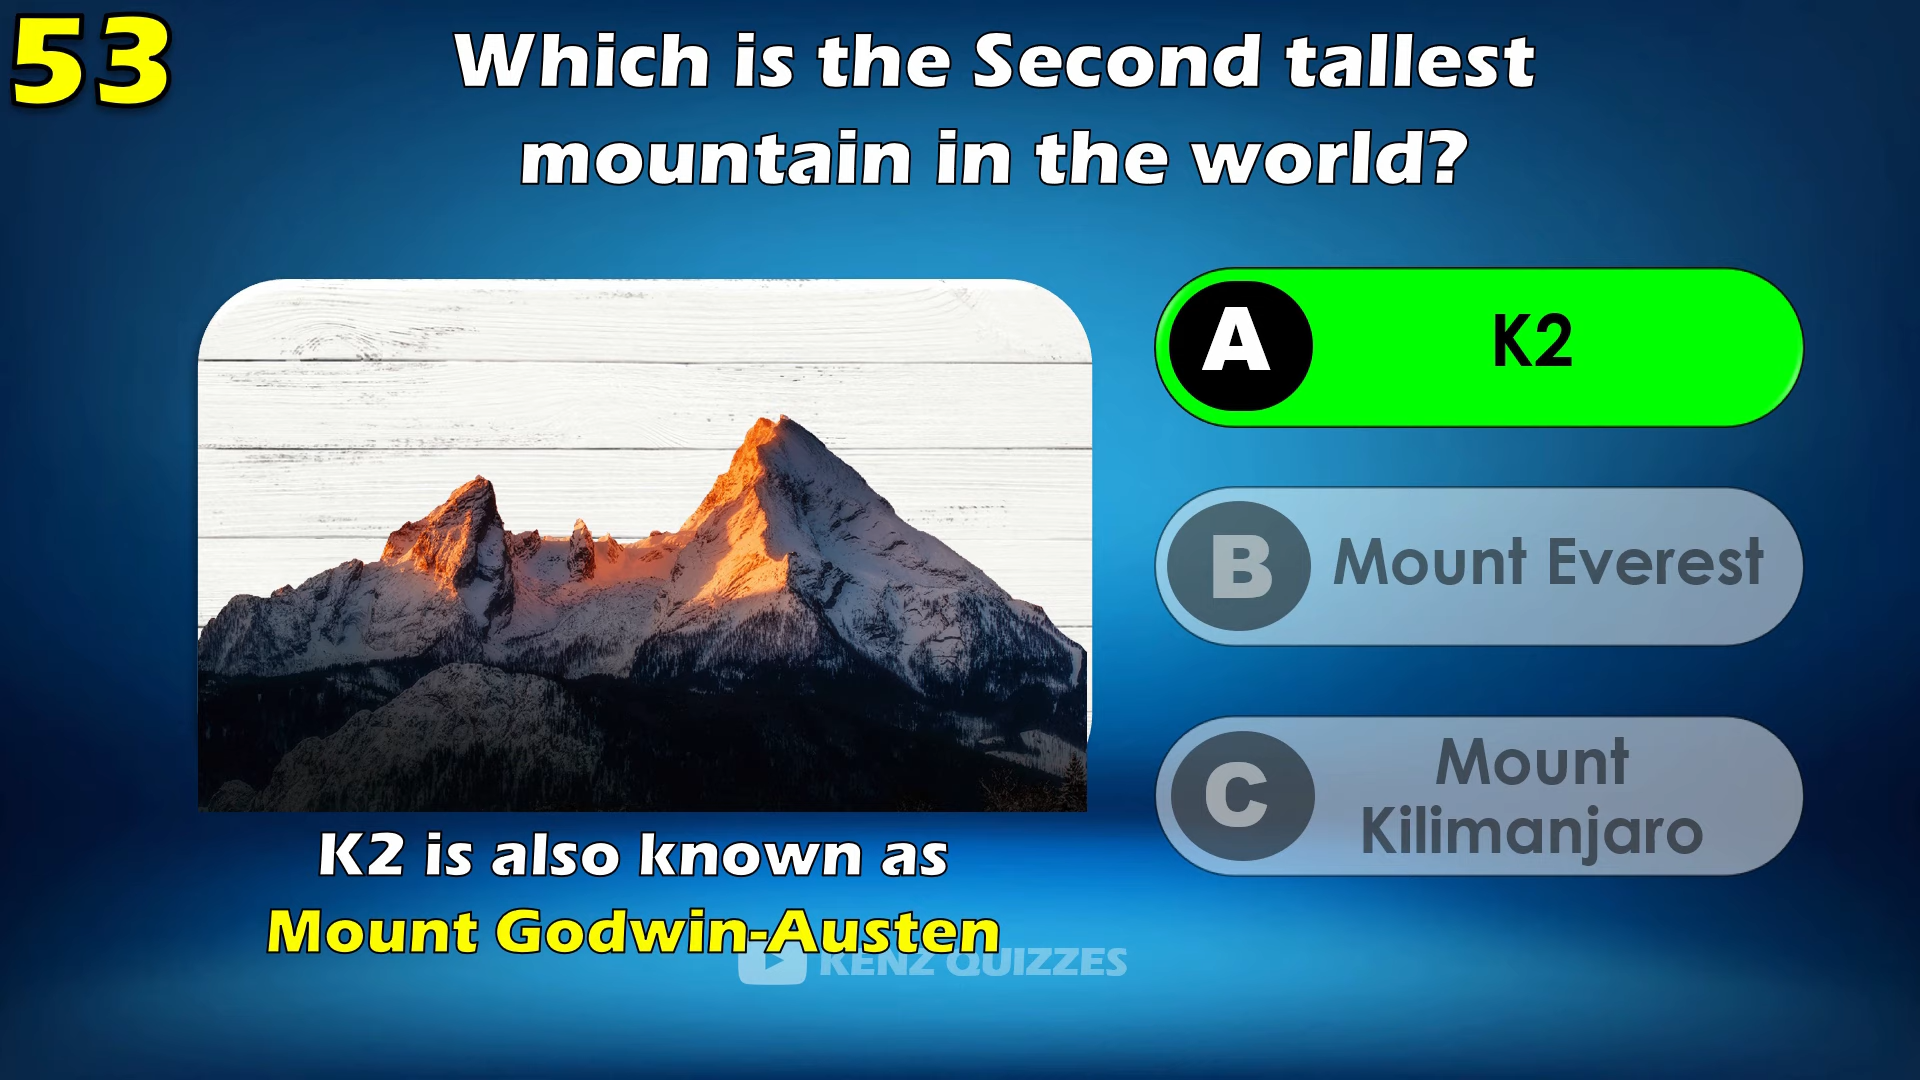 53
Which is the Second tallest
mountain in the world?
A K2
B Mount Everest
C Mount
Kilimanjaro
K2 is also known as
Mount Godwin-Austen
KENZ QUIZZES